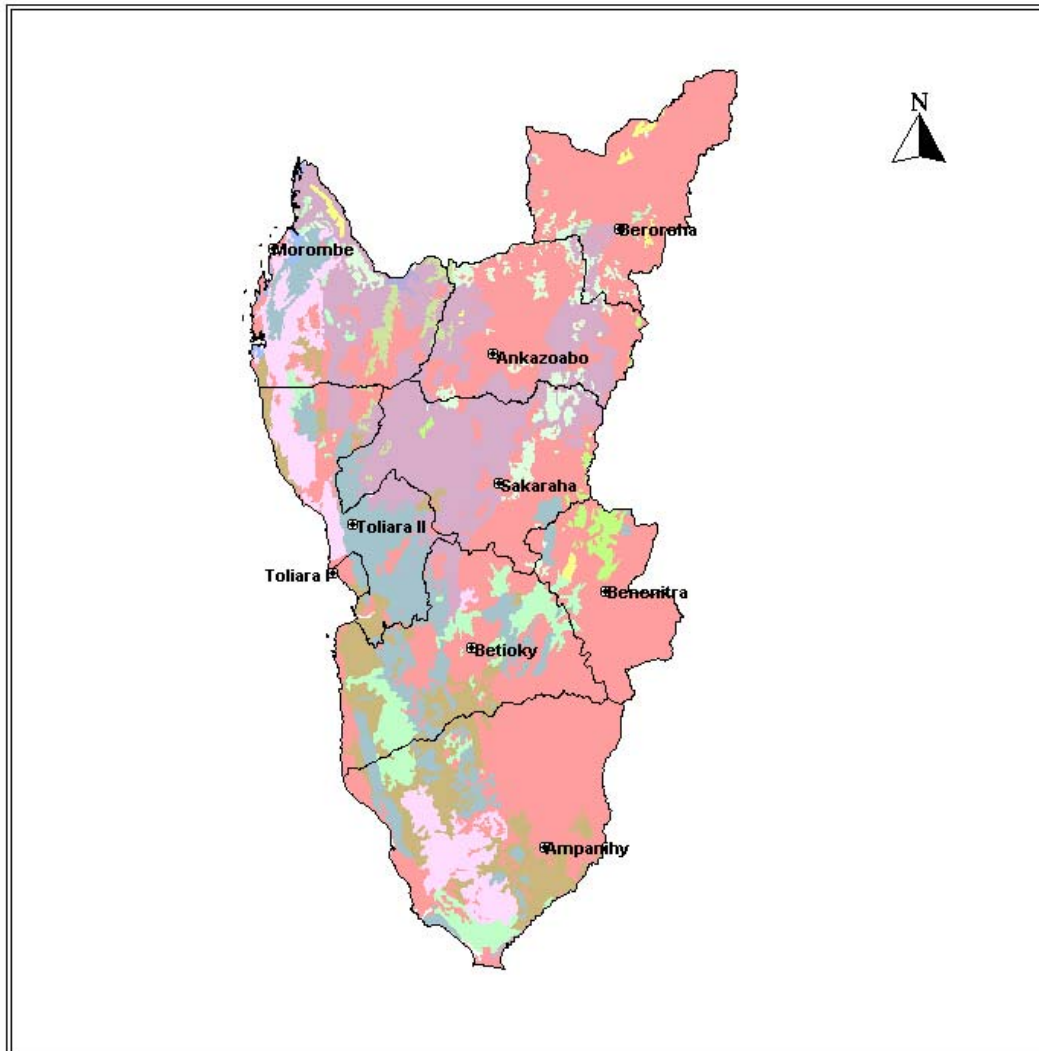 N
Beroroha
Morombe
Ankazoabo
Sakaraha
Toliara II
Toliara I
Benenitra
Betioky
Ampanihy